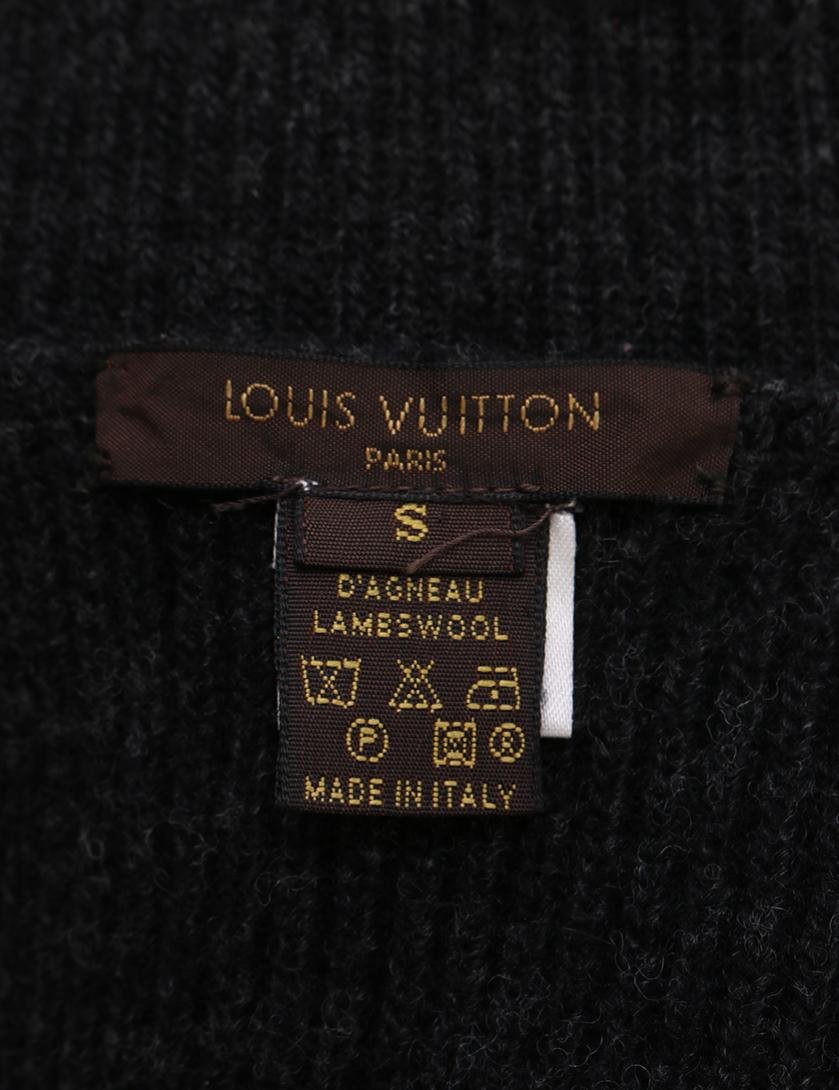 LOUIS VUITTON
PARIS
S
D'AGNEAU
LAMBSWOOL
P
R
MADE IN ITALY